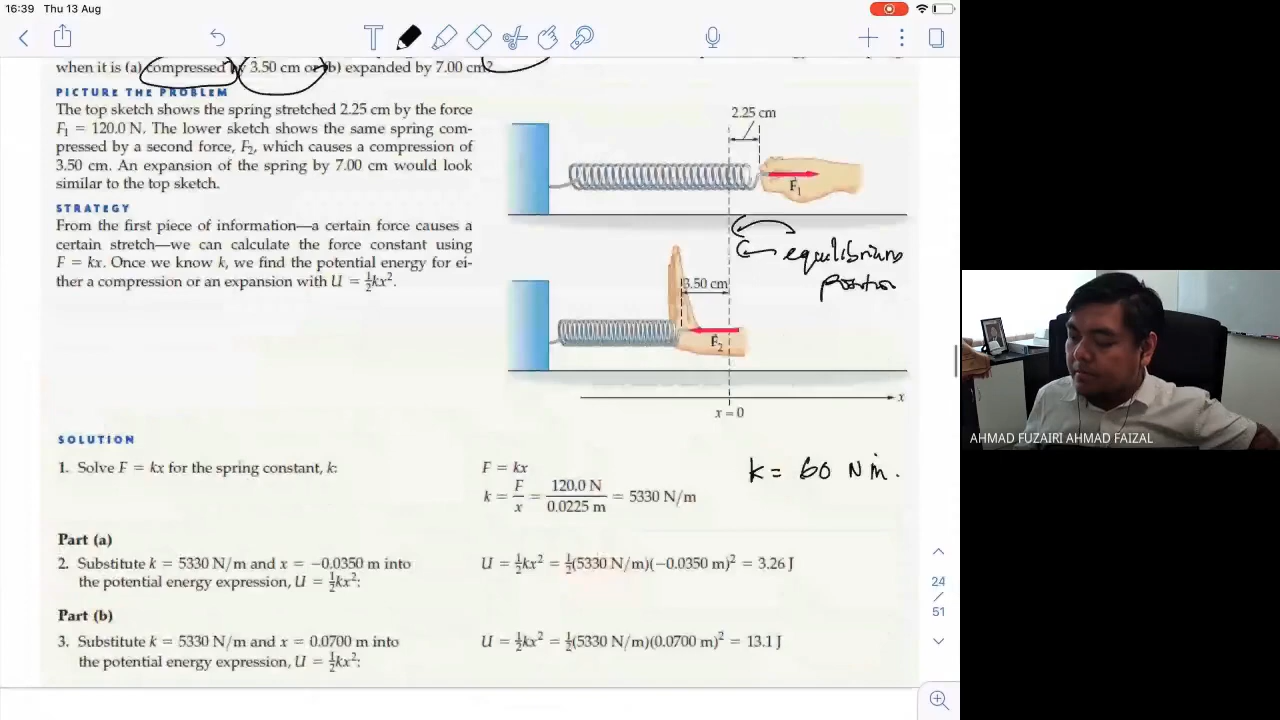 16:39 Thu 13 Aug
when it is (a) compressed by 3.50 cm or (b) expanded by 7.00 cm?
PICTURE THE PROBLEM
The top sketch shows the spring stretched 2.25 cm by the force
F₁ = 120.0 N. The lower sketch shows the same spring com-
pressed by a second force, F₂, which causes a compression of
3.50 cm. An expansion of the spring by 7.00 cm would look
similar to the top sketch.
STRATEGY
From the first piece of information—a certain force causes a
certain stretch—we can calculate the force constant using
F = kx. Once we know k, we find the potential energy for ei-
ther a compression or an expansion with U = ½kx².
2.25 cm
F₁
equilibrium
position
3.50 cm
F₂
x
x = 0
SOLUTION
1. Solve F = kx for the spring constant, k:
F = kx
k = F/x = 120.0 N/0.0225 m = 5330 N/m
k = 60 N m.
Part (a)
2. Substitute k = 5330 N/m and x = −0.0350 m into
the potential energy expression, U = ½kx²:
U = ½kx² = ½(5330 N/m)(−0.0350 m)² = 3.26 J
Part (b)
3. Substitute k = 5330 N/m and x = 0.0700 m into
the potential energy expression, U = ½kx²:
U = ½kx² = ½(5330 N/m)(0.0700 m)² = 13.1 J
24
/
51
AHMAD FUZAIRI AHMAD FAIZAL